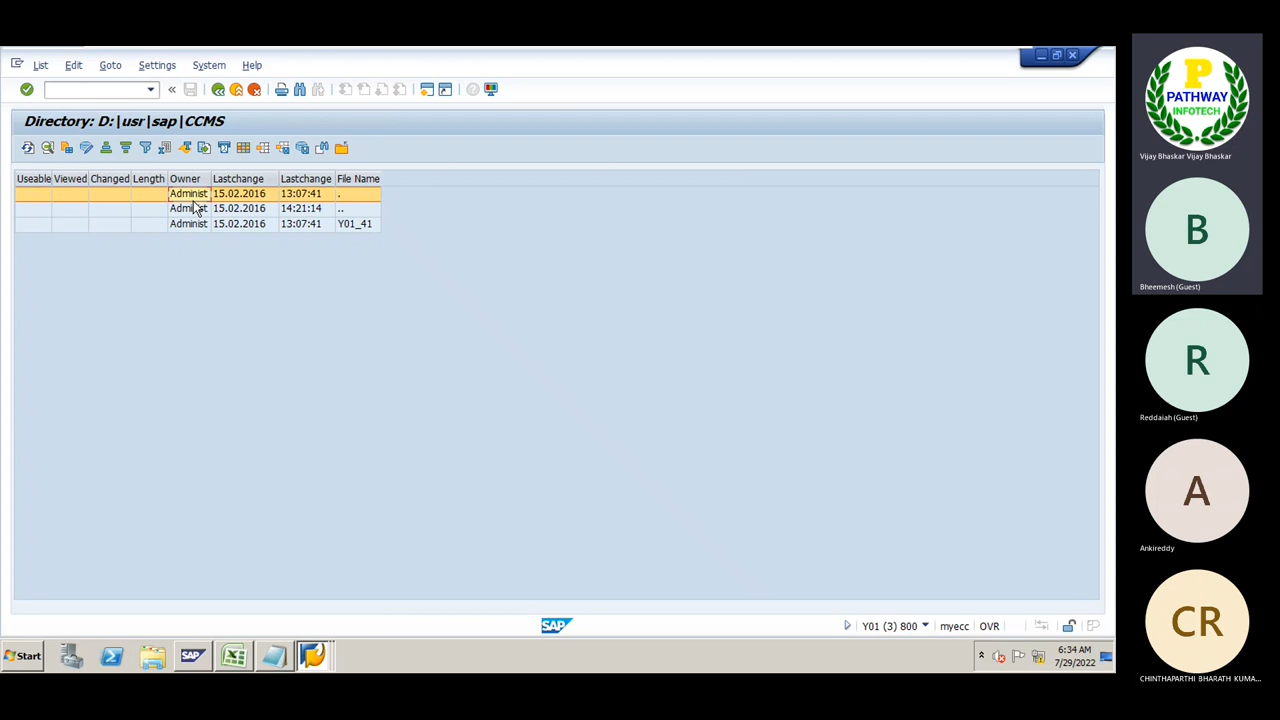 List Edit Goto Settings System Help
Directory: D:\usr\sap\CCMS
Useable Viewed Changed Length Owner Lastchange Lastchange File Name
Administ 15.02.2016 13:07:41 .
Administ 15.02.2016 14:21:14 ..
Administ 15.02.2016 13:07:41 Y01_41
SAP
Y01 (3) 800 myecc OVR
Start
SAP
6:34 AM
7/29/2022
P
PATHWAY
INFOTECH
Vijay Bhaskar Vijay Bhaskar
B
Bheemesh (Guest)
R
Reddaiah (Guest)
A
Ankireddy
CR
CHINTHAPARTHI BHARATH KUMA...